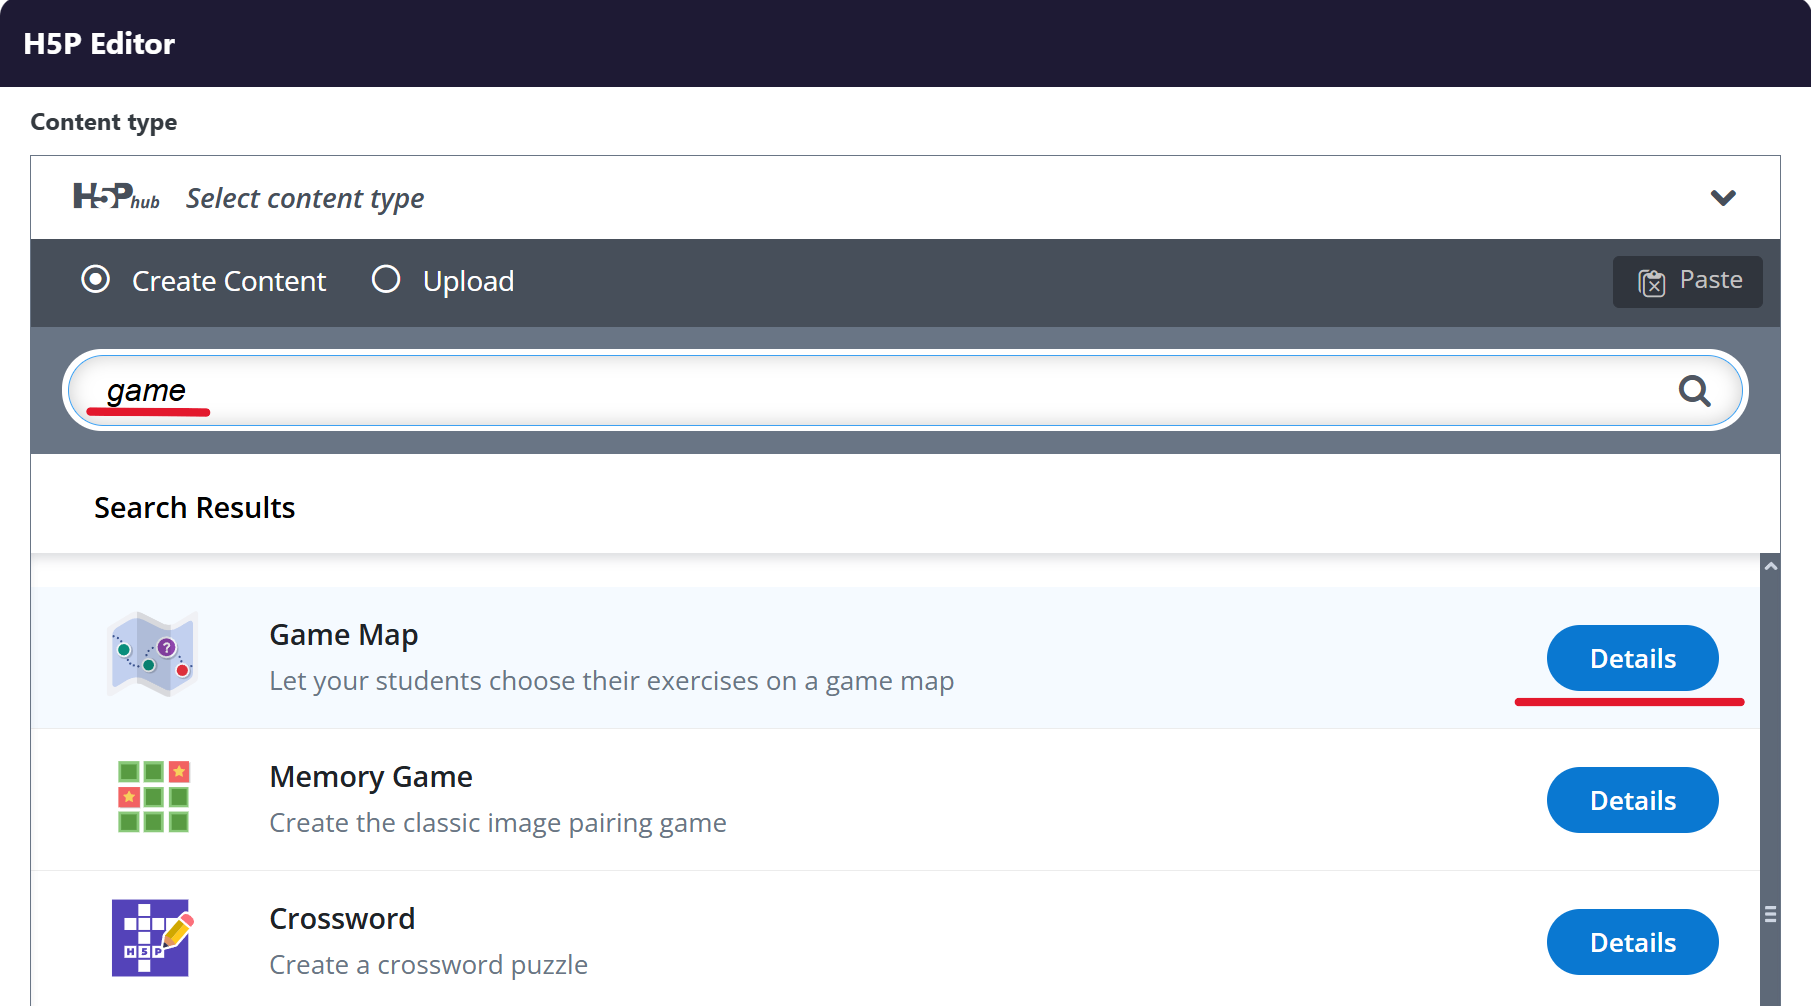 H5P Editor
Content type
H5P hub Select content type
Create Content Upload Paste
game
Search Results
Game Map
Let your students choose their exercises on a game map
Details
Memory Game
Create the classic image pairing game
Details
H5P
Crossword
Create a crossword puzzle
Details